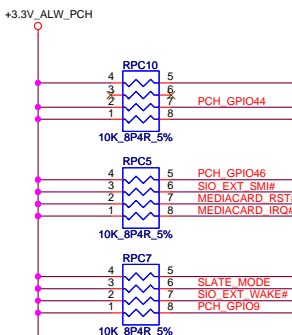 +3.3V_ALW_PCH
RPC10
4 5
3 6
2 7 PCH_GPIO44
1 8
10K_8P4R_5%
RPC5
4 5 PCH_GPIO46
3 6 SIO_EXT_SMI#
2 7 MEDIACARD_RST#
1 8 MEDIACARD_IRQ#
10K_8P4R_5%
RPC7
4 5
3 6 SLATE_MODE
2 7 SIO_EXT_WAKE#
1 8 PCH_GPIO9
10K_8P4R_5%